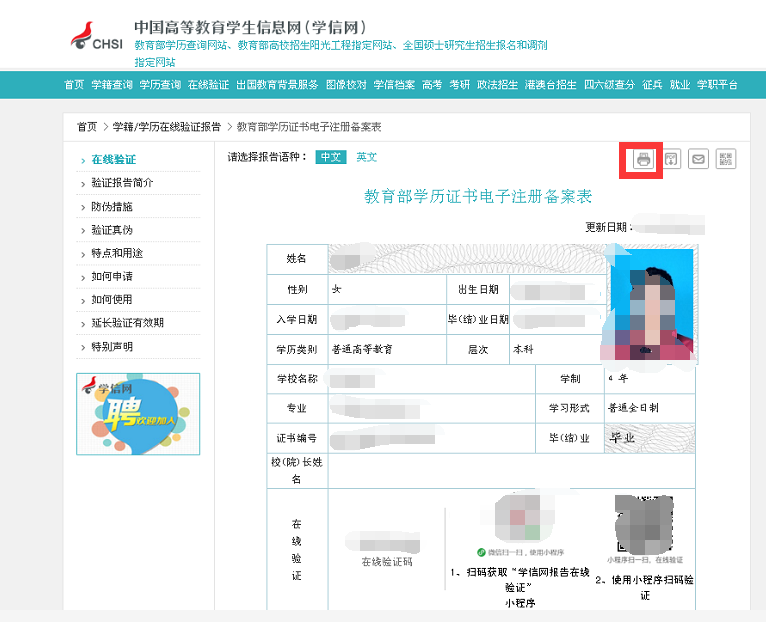 CHSI
中国高等教育学生信息网(学信网)
教育部学历查询网站、教育部高校招生阳光工程指定网站、全国硕士研究生招生报名和调剂
指定网站
首页 学籍查询 学历查询 在线验证 出国教育背景服务 图像校对 学信档案 高考 考研 政法招生 港澳台招生 四六级查分 征兵 就业 学职平台
首页 > 学籍/学历在线验证报告 > 教育部学历证书电子注册备案表
在线验证
验证报告简介
防伪措施
验证真伪
特点和用途
如何申请
如何使用
延长验证有效期
特别声明
学信网
聘 欢迎加入
请选择报告语种： 中文 英文
教育部学历证书电子注册备案表
更新日期：
姓名
性别 女 出生日期
入学日期 毕(结)业日期
学历类别 普通高等教育 层次 本科
学校名称 学制 4 年
专业 学习形式 普通全日制
证书编号 毕(结)业 毕业
校(院)长姓
名
在
线
验
证
在线验证码
微信扫一扫，使用小程序
1、扫码获取“学信网报告在线
验证”
小程序
小程序扫一扫，在线验证
2、使用小程序扫码验
证